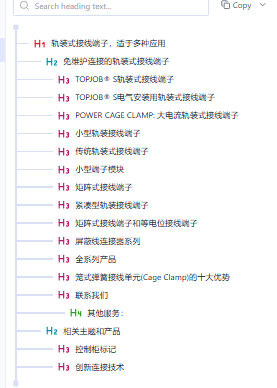 Search heading text...
Copy
H1 轨装式接线端子，适于多种应用
H2 免维护连接的轨装式接线端子
H3 TOPJOB® S轨装式接线端子
H3 TOPJOB® S电气安装用轨装式接线端子
H3 POWER CAGE CLAMP: 大电流轨装式接线端子
H3 小型轨装接线端子
H3 传统轨装式接线端子
H3 小型端子模块
H3 矩阵式接线端子
H3 紧凑型轨装接线端子
H3 矩阵式接线端子和等电位接线端子
H3 屏蔽线连接器系列
H3 全系列产品
H3 笼式弹簧接线单元(Cage Clamp)的十大优势
H3 联系我们
H4 其他服务：
H2 相关主题和产品
H3 控制柜标记
H3 创新连接技术